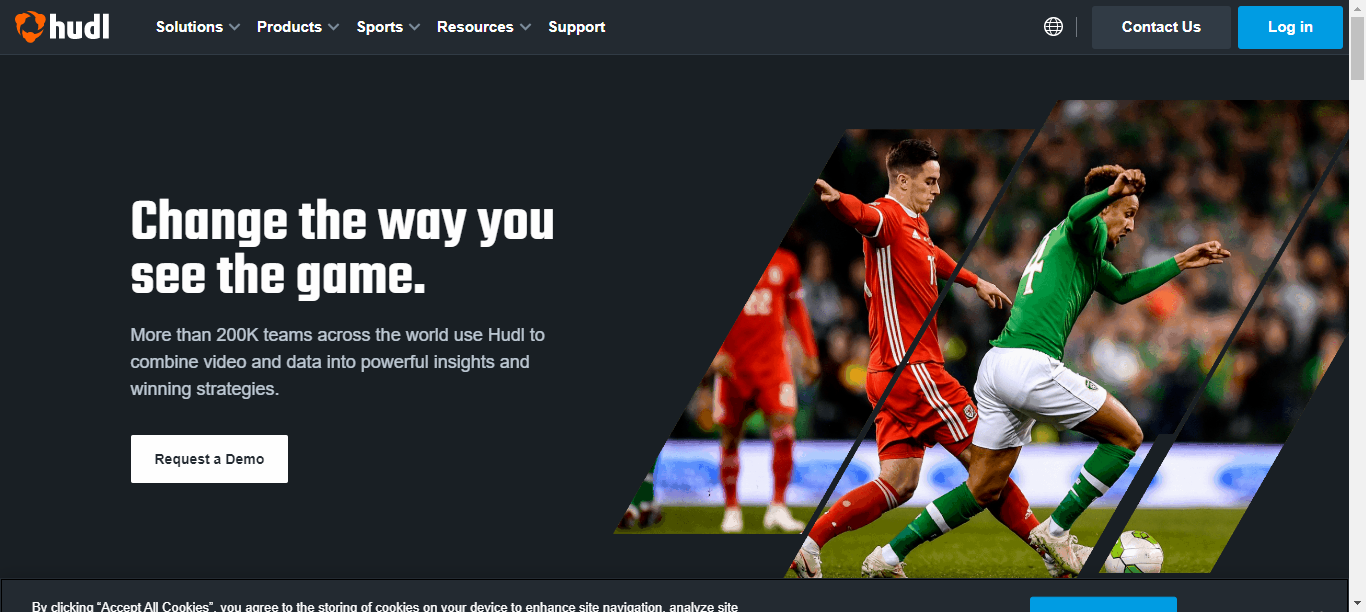 hudl
Solutions Products Sports Resources Support
Contact Us Log in
Change the way you
see the game.
More than 200K teams across the world use Hudl to
combine video and data into powerful insights and
winning strategies.
Request a Demo
22
11
4
By clicking “Accept All Cookies”, you agree to the storing of cookies on your device to enhance site navigation, analyze site